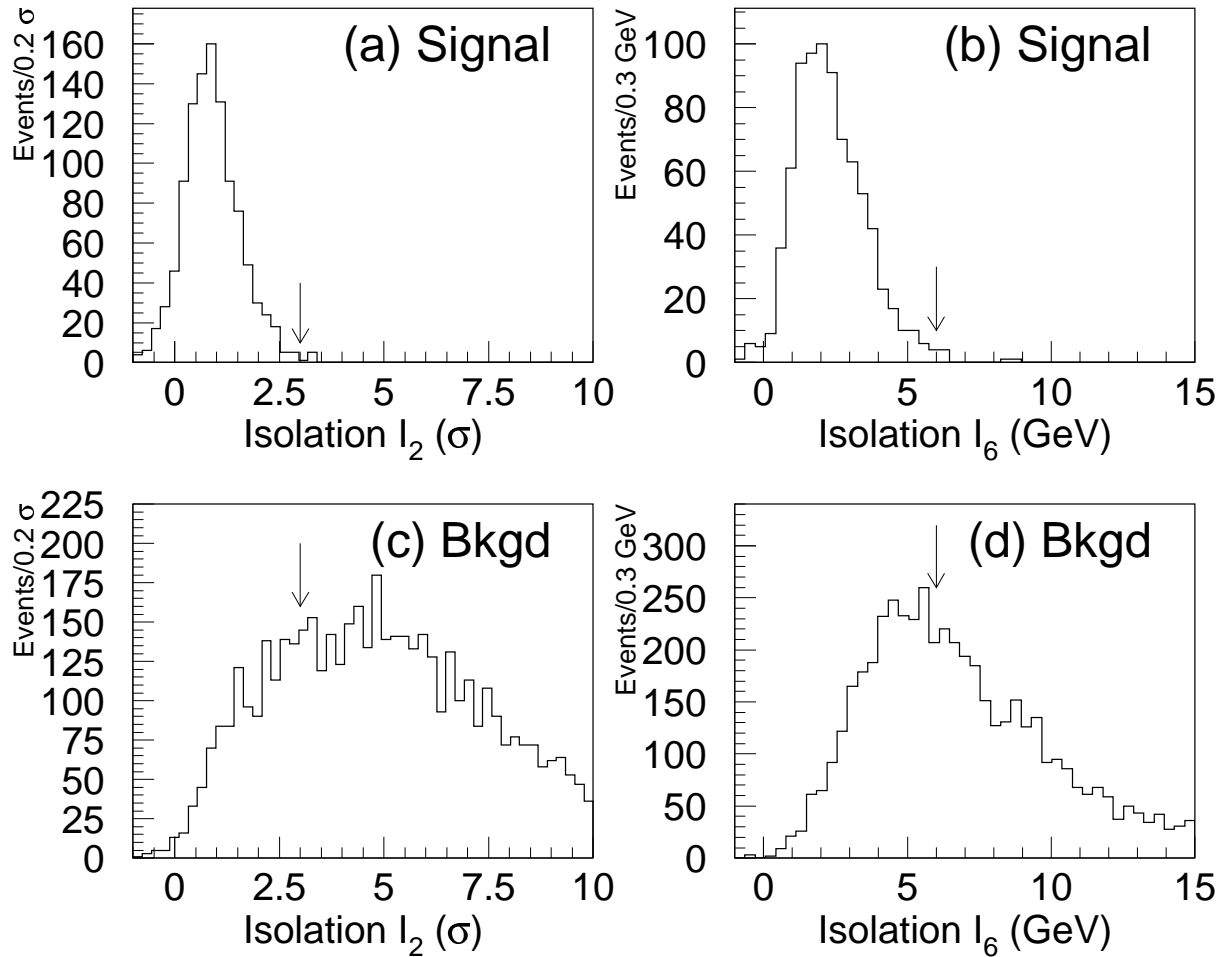 (a) Signal
Events/0.2 σ
160
140
120
100
80
60
40
20
0
0 2.5 5 7.5 10
Isolation I2 (σ)
(b) Signal
Events/0.3 GeV
100
80
60
40
20
0
0 5 10 15
Isolation I6 (GeV)
(c) Bkgd
Events/0.2 σ
225
200
175
150
125
100
75
50
25
0
0 2.5 5 7.5 10
Isolation I2 (σ)
(d) Bkgd
Events/0.3 GeV
300
250
200
150
100
50
0
0 5 10 15
Isolation I6 (GeV)